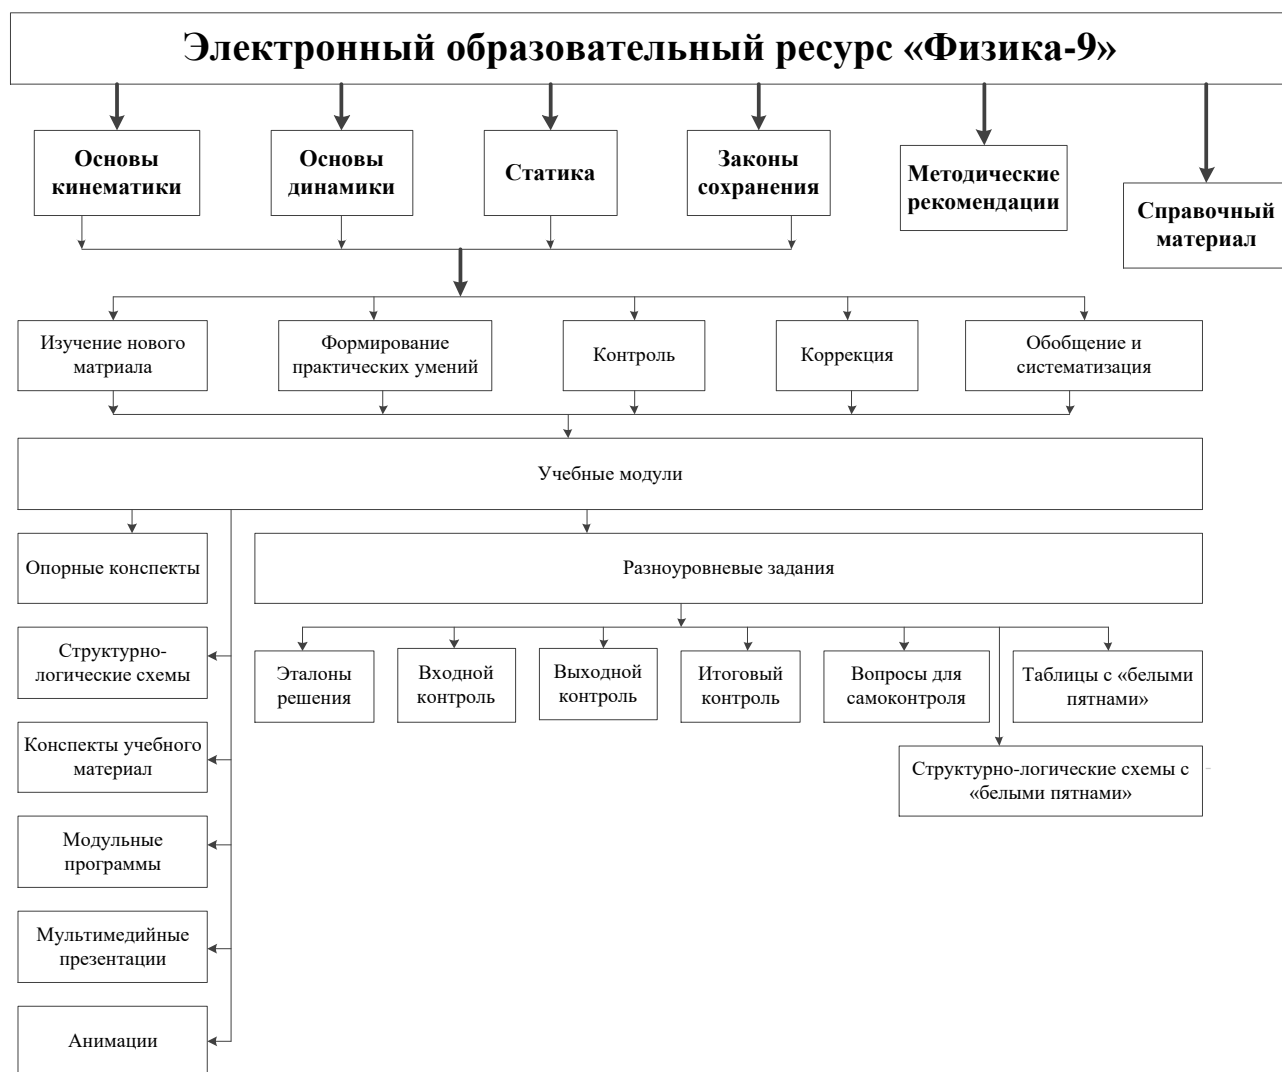 Электронный образовательный ресурс «Физика-9»
Основы
кинематики
Основы
динамики
Статика
Законы
сохранения
Методические
рекомендации
Справочный
материал
Изучение нового
матриала
Формирование
практических умений
Контроль
Коррекция
Обобщение и
систематизация
Учебные модули
Опорные конспекты
Разноуровневые задания
Структурно-
логические схемы
Эталоны
решения
Входной
контроль
Выходной
контроль
Итоговый
контроль
Вопросы для
самоконтроля
Таблицы с «белыми
пятнами»
Конспекты учебного
материал
Структурно-логические схемы с
«белыми пятнами»
Модульные
программы
Мультимедийные
презентации
Анимации